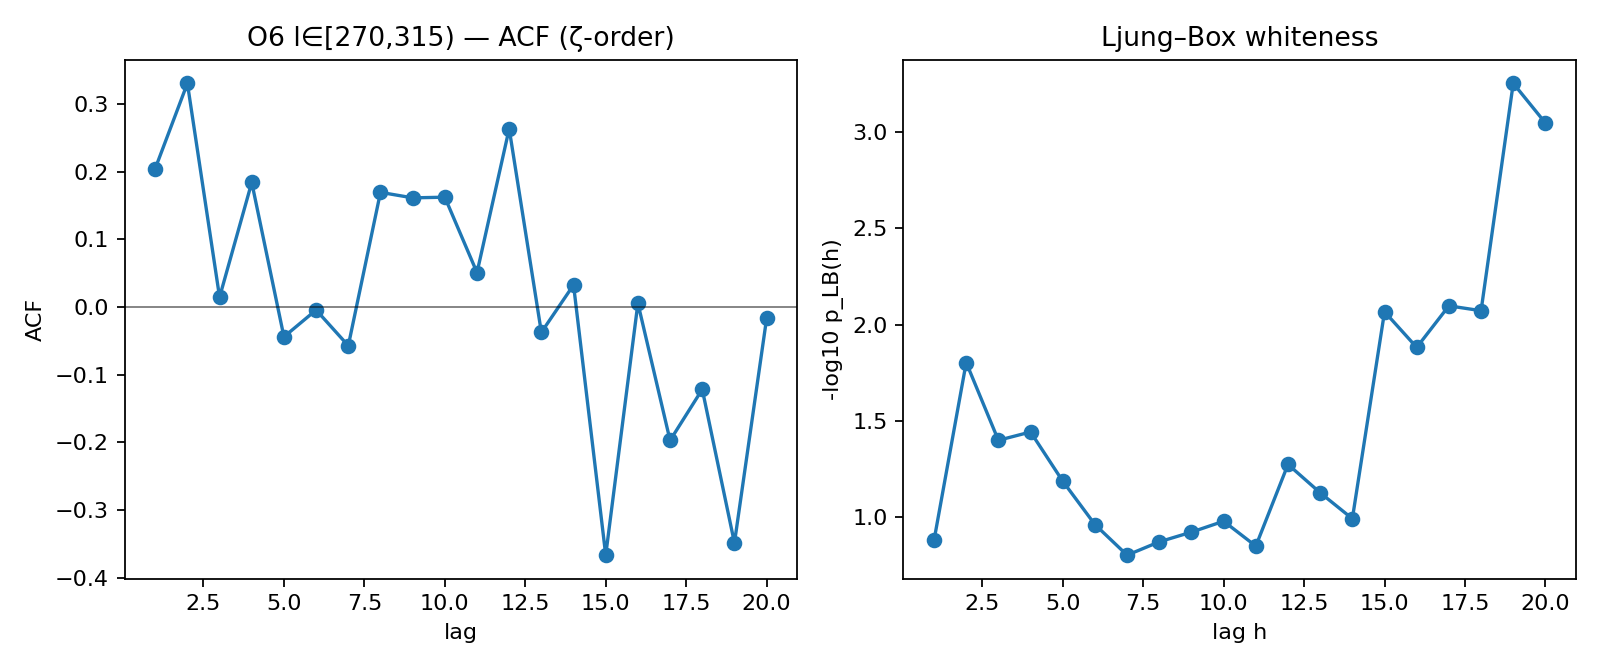 O6 l∈[270,315) — ACF (ζ-order)
ACF
0.3
0.2
0.1
0.0
−0.1
−0.2
−0.3
−0.4
2.5 5.0 7.5 10.0 12.5 15.0 17.5 20.0
lag
Ljung–Box whiteness
-log10 p_LB(h)
3.0
2.5
2.0
1.5
1.0
2.5 5.0 7.5 10.0 12.5 15.0 17.5 20.0
lag h